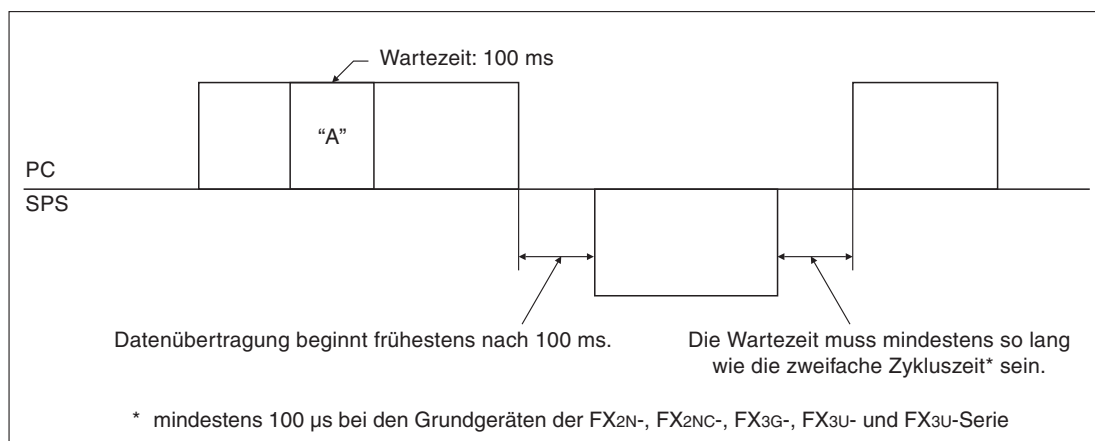 Wartezeit: 100 ms
“A”
PC
SPS
Datenübertragung beginnt frühestens nach 100 ms.
Die Wartezeit muss mindestens so lang
wie die zweifache Zykluszeit* sein.
* mindestens 100 µs bei den Grundgeräten der FX2N-, FX2NC-, FX3G-, FX3U- und FX3U-Serie